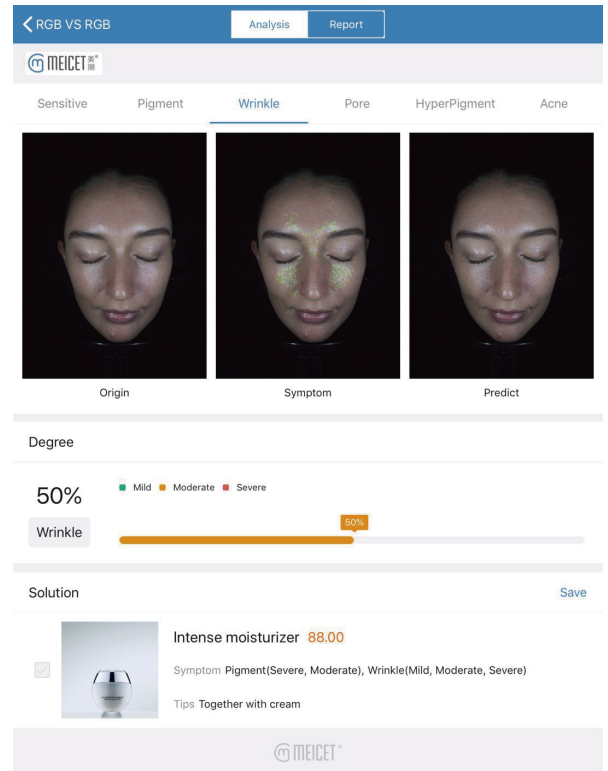 RGB VS RGB
Analysis
Report
MEICET 美测®
Sensitive
Pigment
Wrinkle
Pore
HyperPigment
Acne
Origin
Symptom
Predict
Degree
50%
Mild
Moderate
Severe
Wrinkle
50%
Solution
Save
Intense moisturizer 88.00
Symptom Pigment(Severe, Moderate), Wrinkle(Mild, Moderate, Severe)
Tips Together with cream
MEICET®